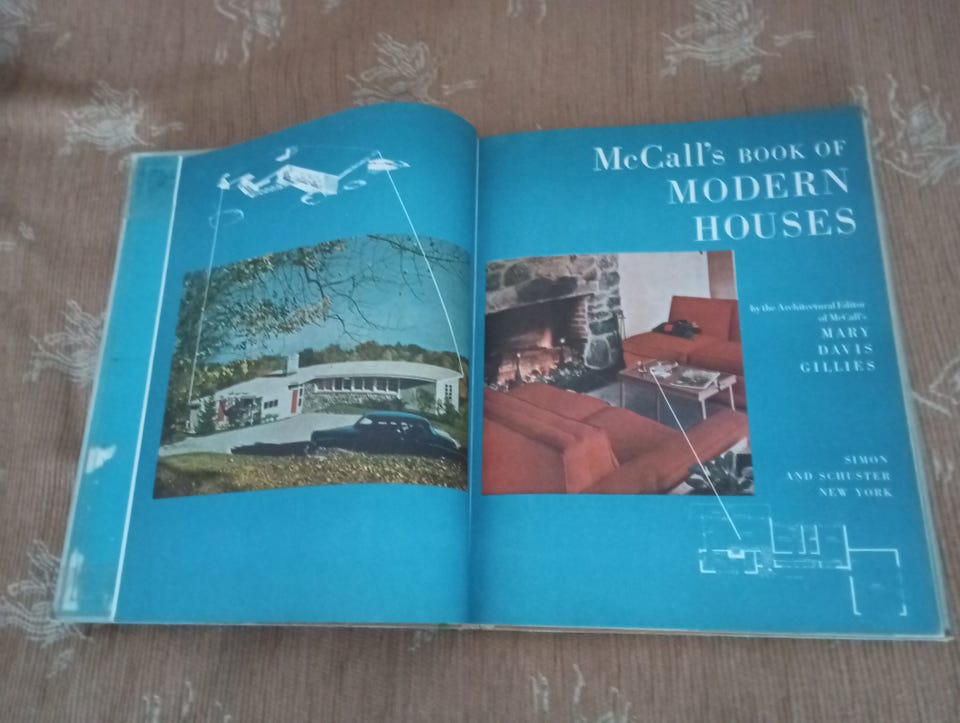 McCall's BOOK OF
MODERN
HOUSES
by the Architectural Editor
of McCall's
MARY
DAVIS
GILLIES
SIMON
AND SCHUSTER
NEW YORK